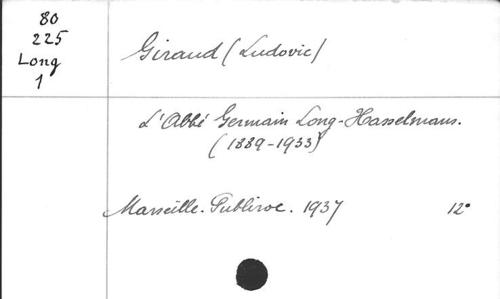 80
225
Long
1
Giraud (Ludovic)
L'Abbé Germain Long-Hasselmans.
(1889-1933)
Marseille. Publiroc. 1937 12°